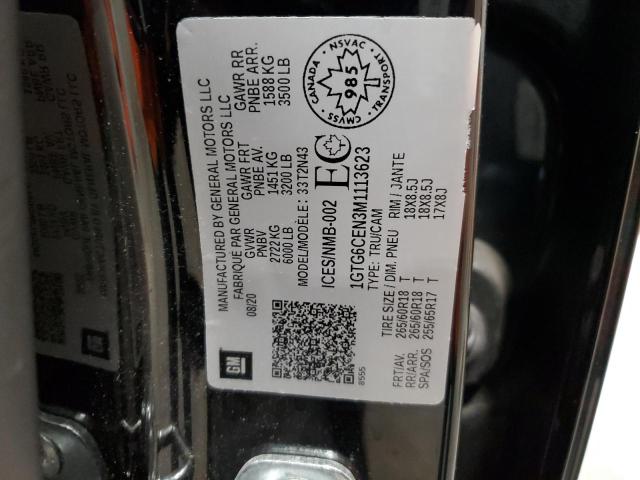 MANUFACTURED BY GENERAL MOTORS LLC
FABRIQUE PAR GENERAL MOTORS LLC
08/20 GVWR GAWR FRT GAWR RR
PNBV PNBE AV. PNBE ARR.
2722 KG 1451 KG 1588 KG
6000 LB 3200 LB 3500 LB
MODEL/MODELE: 33T2N43
ICES/NMB-002 EC
CANADA NSVAC TRANSPORT CMVSS 985
1GTG6CEN3M1113623
TYPE: TRU/CAM
TIRE SIZE / DIM. PNEU RIM / JANTE
FRT/AV. 265/60R18 T 18X8.5J
RR/ARR. 265/60R18 T 18X8.5J
SPA/SOS 255/65R17 T 17X8J
GM
8555